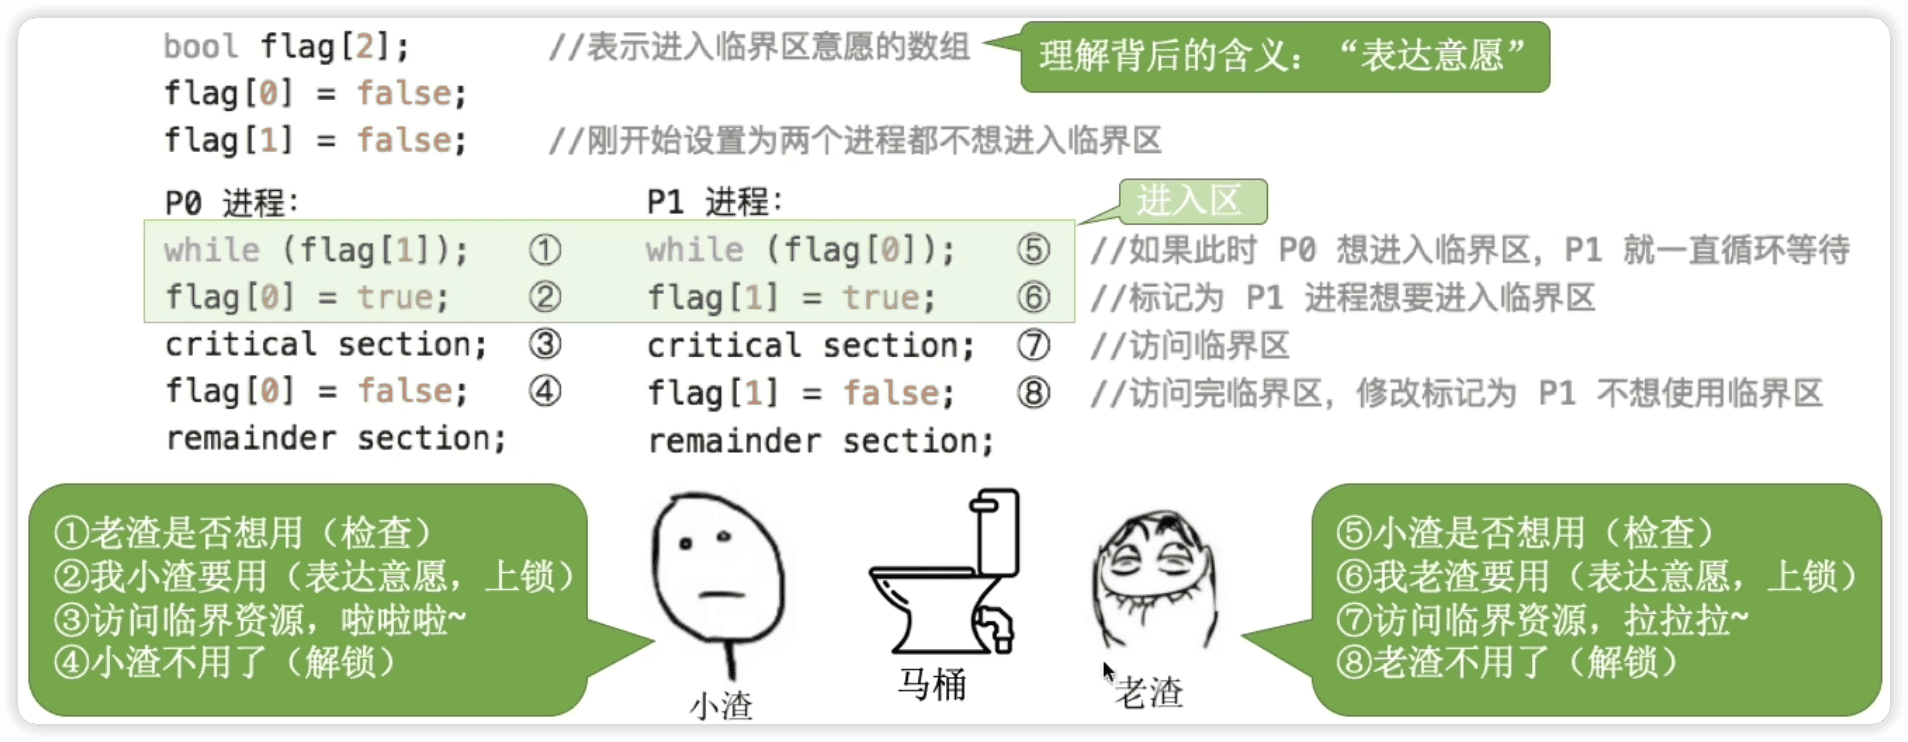 bool flag[2]; //表示进入临界区意愿的数组
理解背后的含义：“表达意愿”
flag[0] = false;
flag[1] = false; //刚开始设置为两个进程都不想进入临界区
P0 进程： P1 进程：
进入区
while (flag[1]); ① while (flag[0]); ⑤ //如果此时 P0 想进入临界区，P1 就一直循环等待
flag[0] = true; ② flag[1] = true; ⑥ //标记为 P1 进程想要进入临界区
critical section; ③ critical section; ⑦ //访问临界区
flag[0] = false; ④ flag[1] = false; ⑧ //访问完临界区，修改标记为 P1 不想使用临界区
remainder section; remainder section;
①老渣是否想用（检查）
②我小渣要用（表达意愿，上锁）
③访问临界资源，啦啦啦~
④小渣不用了（解锁）
小渣
马桶
老渣
⑤小渣是否想用（检查）
⑥我老渣要用（表达意愿，上锁）
⑦访问临界资源，拉拉拉~
⑧老渣不用了（解锁）